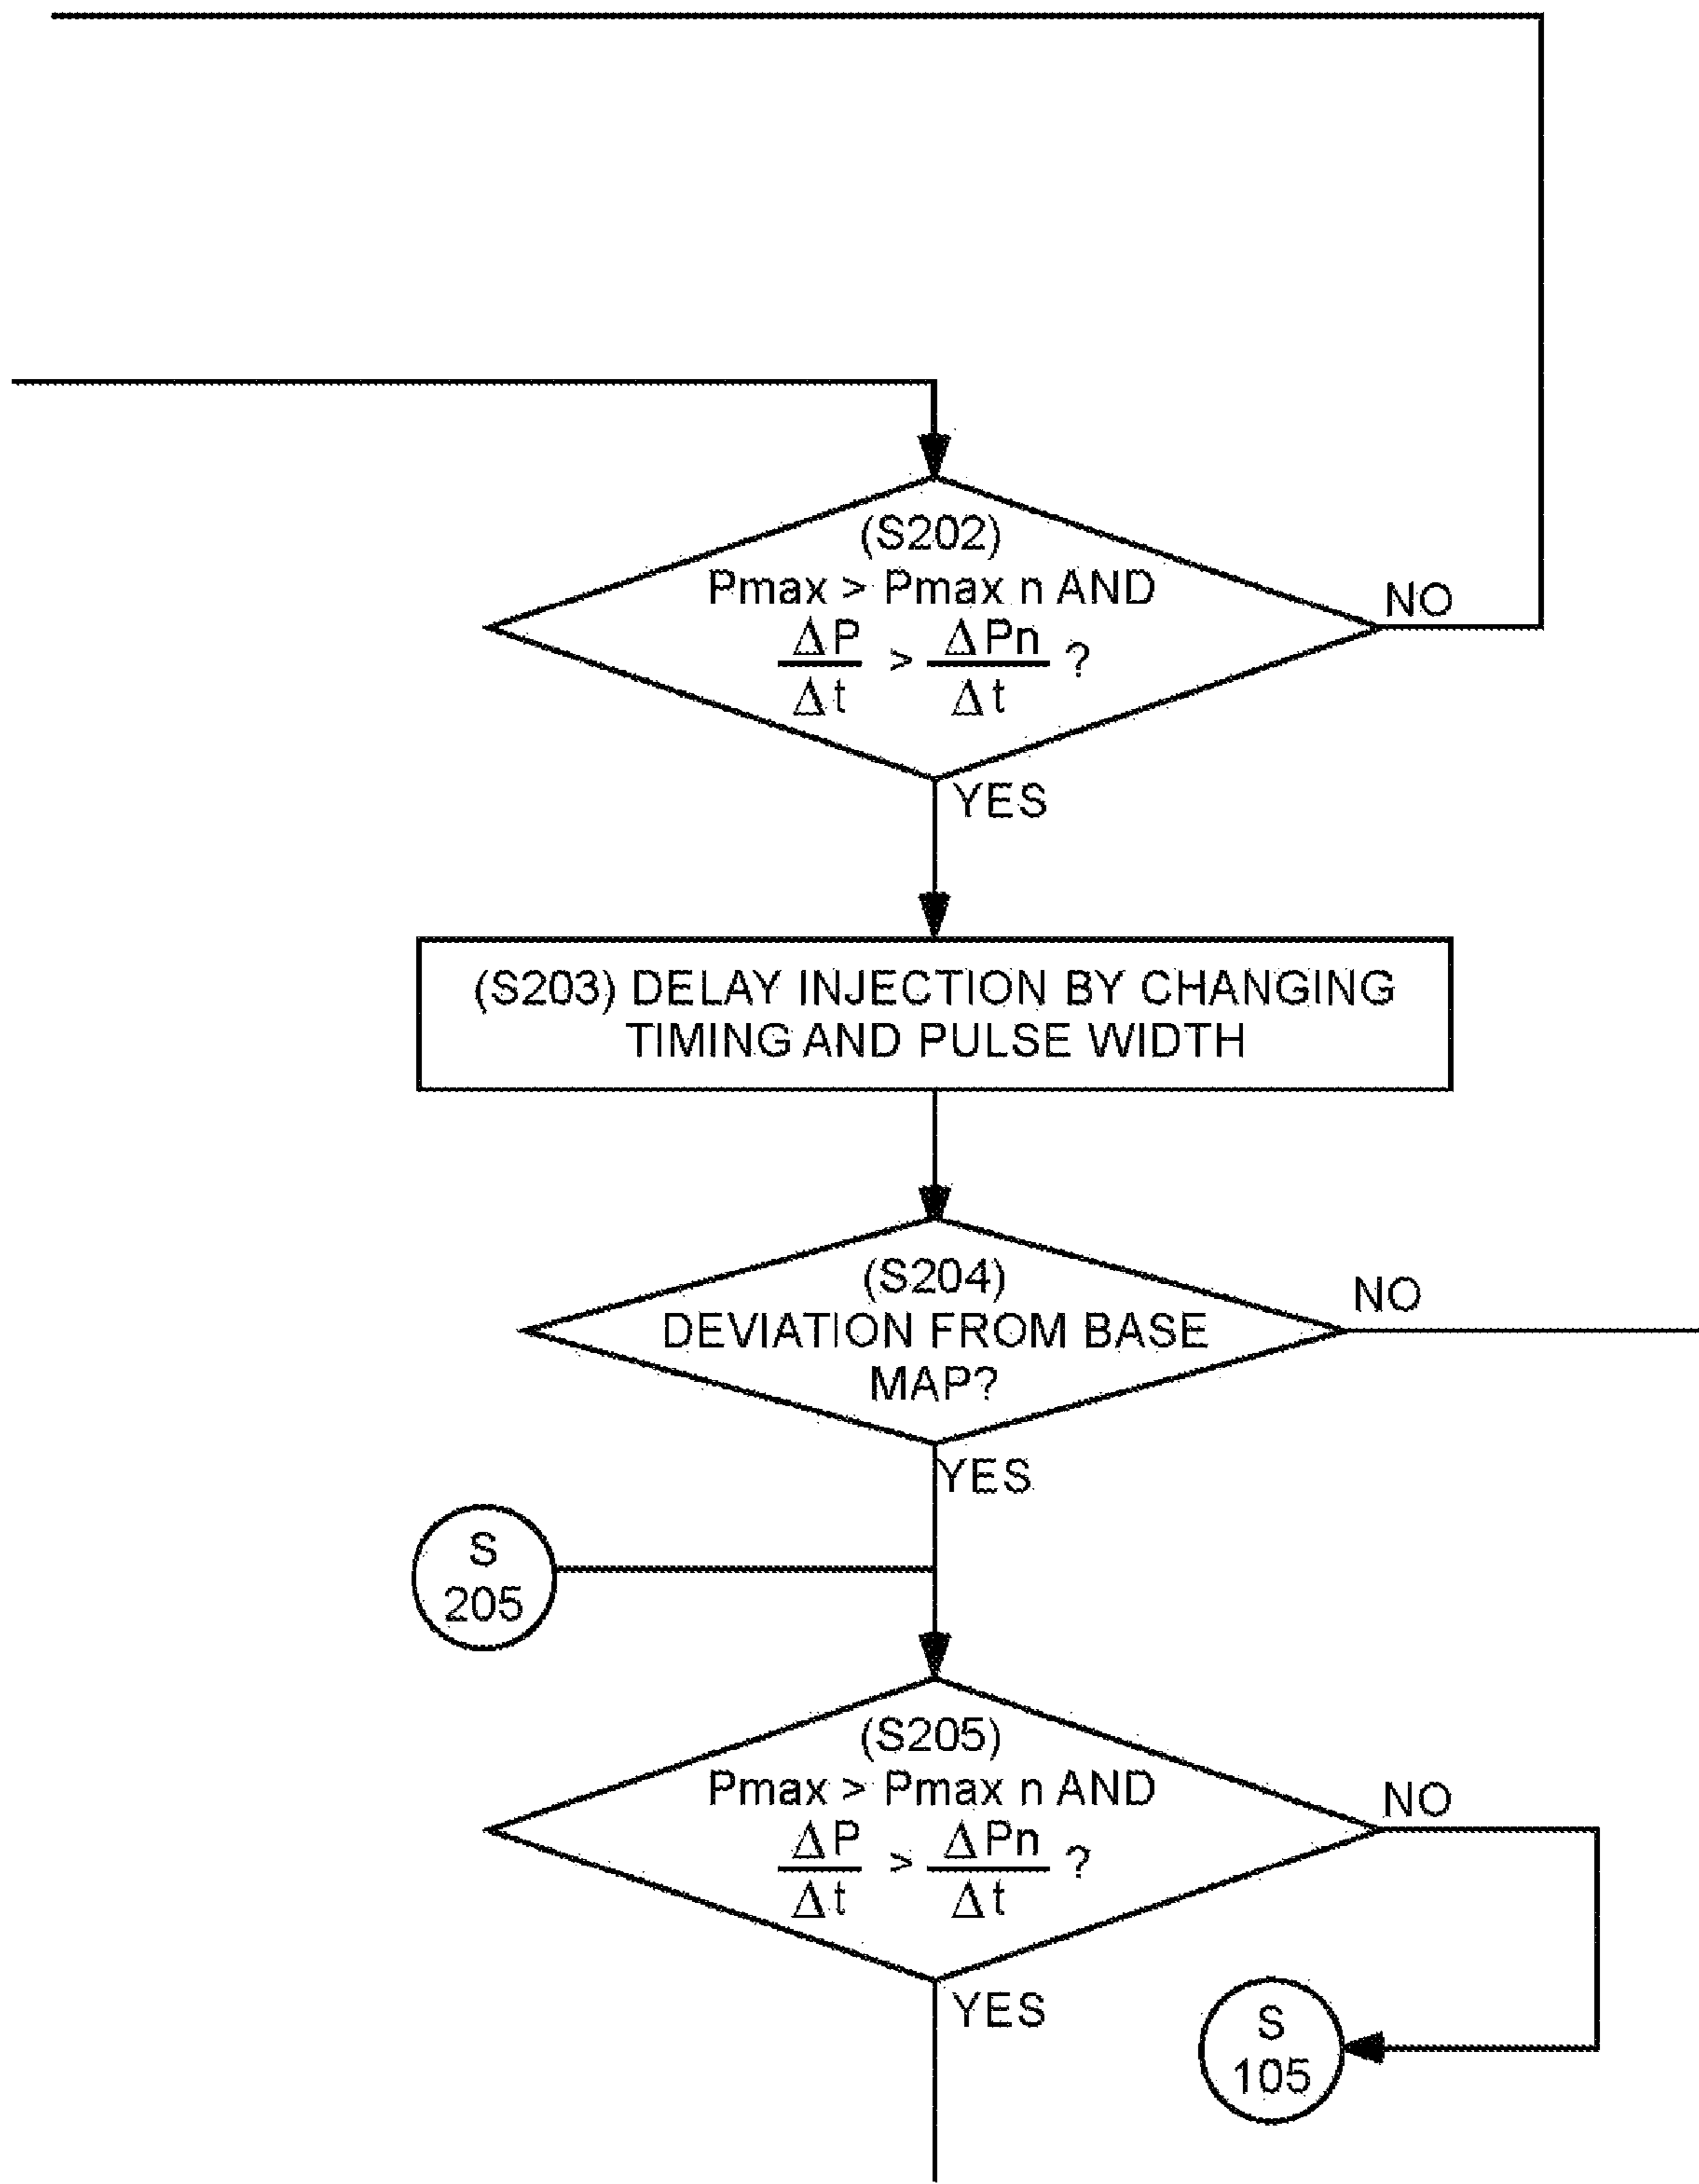 (S202)
Pmax > Pmax n AND
ΔP/Δt > ΔPn/Δt ?
NO
YES
(S203) DELAY INJECTION BY CHANGING
TIMING AND PULSE WIDTH
(S204)
DEVIATION FROM BASE
MAP?
NO
YES
S
205
(S205)
Pmax > Pmax n AND
ΔP/Δt > ΔPn/Δt ?
NO
YES
S
105